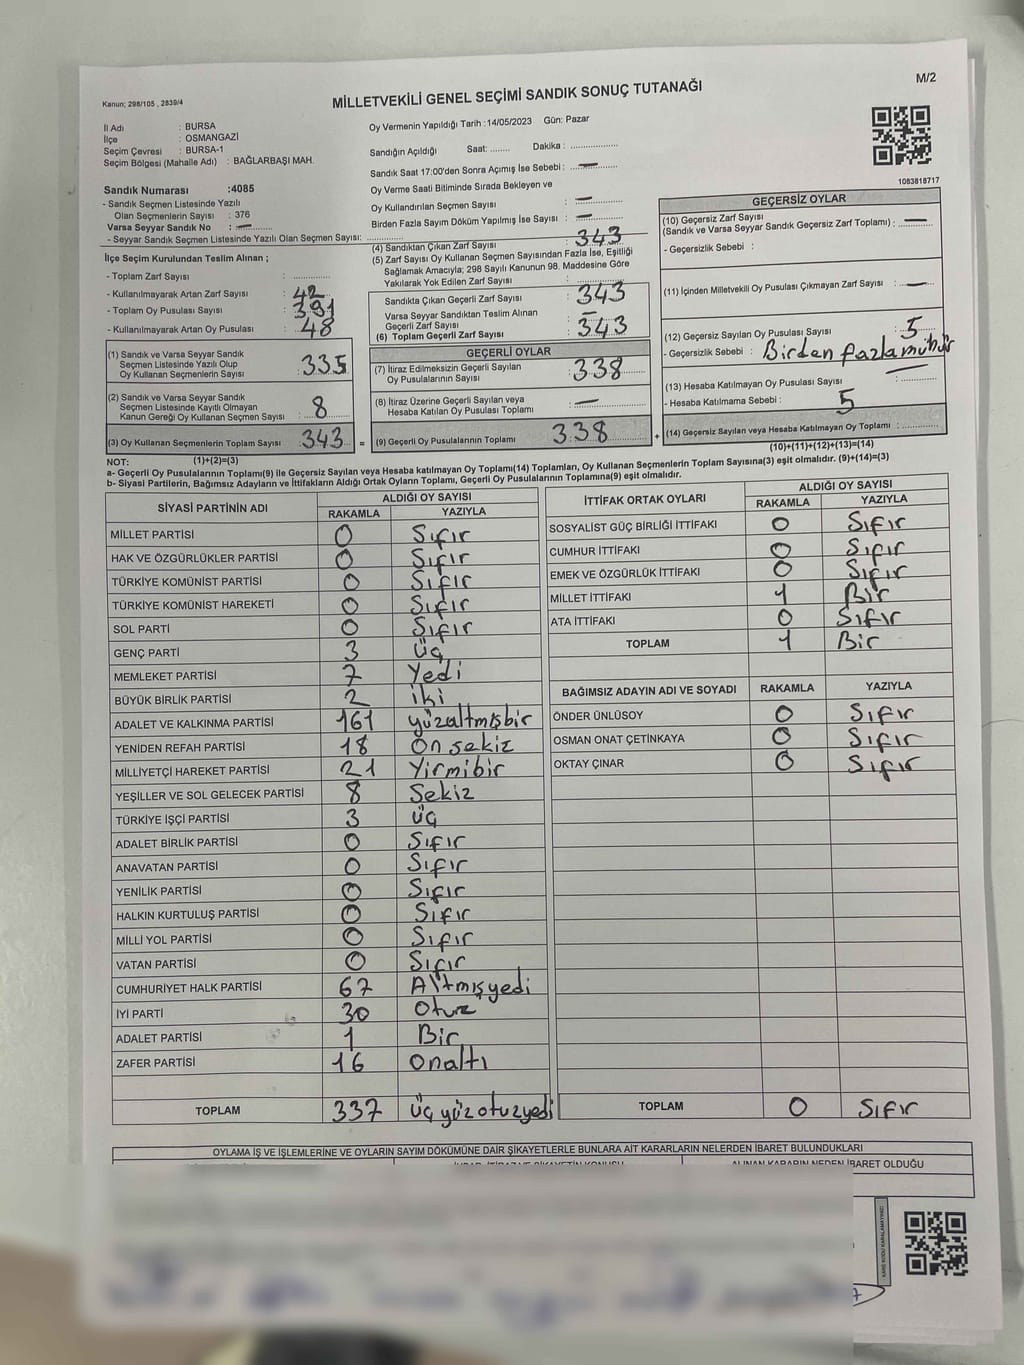 Kanun; 298/105 , 2839/4
MİLLETVEKİLİ GENEL SEÇİMİ SANDIK SONUÇ TUTANAĞI
M/2
İl Adı : BURSA
İlçe : OSMANGAZİ
Seçim Çevresi : BURSA-1
Seçim Bölgesi (Mahalle Adı) : BAĞLARBAŞI MAH.
Sandık Numarası :4085
- Sandık Seçmen Listesinde Yazılı
Olan Seçmenlerin Sayısı : 376
Varsa Seyyar Sandık No : —
- Seyyar Sandık Seçmen Listesinde Yazılı Olan Seçmen Sayısı: ..............
İlçe Seçim Kurulundan Teslim Alınan ;
- Toplam Zarf Sayısı : ..............
- Kullanılmayarak Artan Zarf Sayısı : 42
- Toplam Oy Pusulası Sayısı : 391
- Kullanılmayarak Artan Oy Pusulası : 48
(1) Sandık ve Varsa Seyyar Sandık
Seçmen Listesinde Yazılı Olup
Oy Kullanan Seçmenlerin Sayısı : 335
(2) Sandık ve Varsa Seyyar Sandık
Seçmen Listesinde Kayıtlı Olmayan
Kanun Gereği Oy Kullanan Seçmen Sayısı : 8
(3) Oy Kullanan Seçmenlerin Toplam Sayısı : 343 =
(1)+(2)=(3)
Oy Vermenin Yapıldığı Tarih :14/05/2023 Gün: Pazar
Sandığın Açıldığı Saat: ........ Dakika : ..................
Sandık Saat 17:00'den Sonra Açımış İse Sebebi : —
Oy Verme Saati Bitiminde Sırada Bekleyen ve
Oy Kullandırılan Seçmen Sayısı : —
Birden Fazla Sayım Döküm Yapılmış İse Sayısı : —
(4) Sandıktan Çıkan Zarf Sayısı : 343
(5) Zarf Sayısı Oy Kullanan Seçmen Sayısından Fazla İse, Eşitliği
Sağlamak Amacıyla; 298 Sayılı Kanunun 98. Maddesine Göre
Yakılarak Yok Edilen Zarf Sayısı : ..............
Sandıkta Çıkan Geçerli Zarf Sayısı : 343
Varsa Seyyar Sandıktan Teslim Alınan
Geçerli Zarf Sayısı : —
(6) Toplam Geçerli Zarf Sayısı : 343
GEÇERLİ OYLAR
(7) İtiraz Edilmeksizin Geçerli Sayılan
Oy Pusulalarının Sayısı : 338
(8) İtiraz Üzerine Geçerli Sayılan veya
Hesaba Katılan Oy Pusulası Toplamı : —
(9) Geçerli Oy Pusulalarının Toplamı 338 +
1083818717
GEÇERSİZ OYLAR
(10) Geçersiz Zarf Sayısı
(Sandık ve Varsa Seyyar Sandık Geçersiz Zarf Toplamı) : —
- Geçersizlik Sebebi :
(11) İçinden Milletvekili Oy Pusulası Çıkmayan Zarf Sayısı : —
(12) Geçersiz Sayılan Oy Pusulası Sayısı : 5
- Geçersizlik Sebebi : Birden fazla mühür
(13) Hesaba Katılmayan Oy Pusulası Sayısı : —
- Hesaba Katılmama Sebebi :
(14) Geçersiz Sayılan veya Hesaba Katılmayan Oy Toplamı : 5
(10)+(11)+(12)+(13)=(14)
NOT:
a- Geçerli Oy Pusulalarının Toplamı(9) ile Geçersiz Sayılan veya Hesaba katılmayan Oy Toplamı(14) Toplamları, Oy Kullanan Seçmenlerin Toplam Sayısına(3) eşit olmalıdır. (9)+(14)=(3)
b- Siyasi Partilerin, Bağımsız Adayların ve İttifakların Aldığı Ortak Oyların Toplamı, Geçerli Oy Pusulalarının Toplamına(9) eşit olmalıdır.
SİYASİ PARTİNİN ADI ALDIĞI OY SAYISI
RAKAMLA YAZIYLA
MİLLET PARTİSİ 0 Sıfır
HAK VE ÖZGÜRLÜKLER PARTİSİ 0 Sıfır
TÜRKİYE KOMÜNİST PARTİSİ 0 Sıfır
TÜRKİYE KOMÜNİST HAREKETİ 0 Sıfır
SOL PARTİ 0 Sıfır
GENÇ PARTİ 3 üç
MEMLEKET PARTİSİ 7 Yedi
BÜYÜK BİRLİK PARTİSİ 2 iki
ADALET VE KALKINMA PARTİSİ 161 yüzaltmışbir
YENİDEN REFAH PARTİSİ 18 On sekiz
MİLLİYETÇİ HAREKET PARTİSİ 21 Yirmibir
YEŞİLLER VE SOL GELECEK PARTİSİ 8 Sekiz
TÜRKİYE İŞÇİ PARTİSİ 3 üç
ADALET BİRLİK PARTİSİ 0 Sıfır
ANAVATAN PARTİSİ 0 Sıfır
YENİLİK PARTİSİ 0 Sıfır
HALKIN KURTULUŞ PARTİSİ 0 Sıfır
MİLLİ YOL PARTİSİ 0 Sıfır
VATAN PARTİSİ 0 Sıfır
CUMHURİYET HALK PARTİSİ 67 Altmışyedi
İYİ PARTİ 30 Otuz
ADALET PARTİSİ 1 Bir
ZAFER PARTİSİ 16 Onaltı
TOPLAM 337 üç yüz otuzyedi
İTTİFAK ORTAK OYLARI ALDIĞI OY SAYISI
RAKAMLA YAZIYLA
SOSYALİST GÜÇ BİRLİĞİ İTTİFAKI 0 Sıfır
CUMHUR İTTİFAKI 0 Sıfır
EMEK VE ÖZGÜRLÜK İTTİFAKI 0 Sıfır
MİLLET İTTİFAKI 1 Bir
ATA İTTİFAKI 0 Sıfır
TOPLAM 1 Bir
BAĞIMSIZ ADAYIN ADI VE SOYADI RAKAMLA YAZIYLA
ÖNDER ÜNLÜSOY 0 Sıfır
OSMAN ONAT ÇETİNKAYA 0 Sıfır
OKTAY ÇINAR 0 Sıfır
TOPLAM 0 Sıfır
OYLAMA İŞ VE İŞLEMLERİNE VE OYLARIN SAYIM DÖKÜMÜNE DAİR ŞİKAYETLERLE BUNLARA AİT KARARLARIN NELERDEN İBARET BULUNDUKLARI
ALINAN KARARIN NEDEN İBARET OLDUĞU